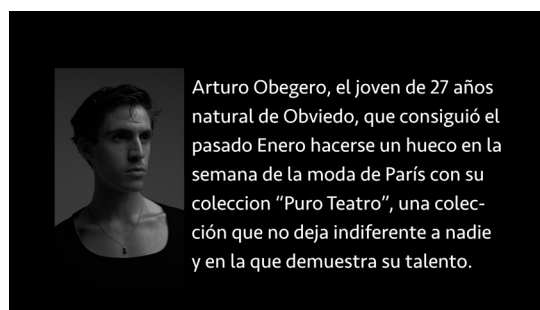 Arturo Obegero, el joven de 27 años
natural de Obviedo, que consiguió el
pasado Enero hacerse un hueco en la
semana de la moda de París con su
coleccion “Puro Teatro”, una colec-
ción que no deja indiferente a nadie
y en la que demuestra su talento.